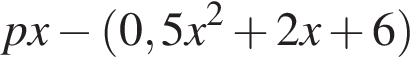 px − (0, 5x² + 2x + 6)